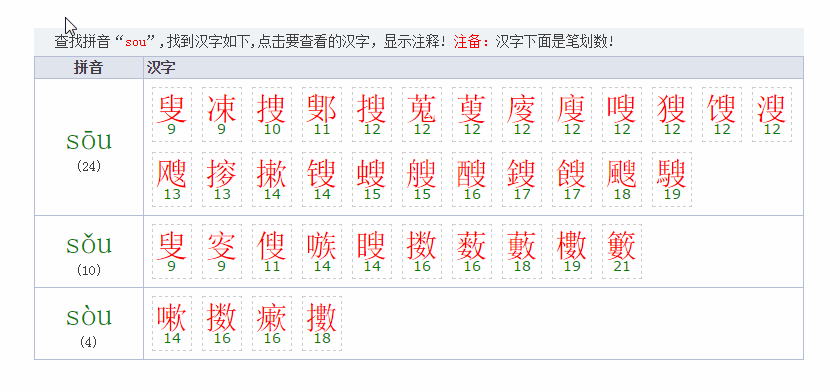 查找拼音“sou”,找到汉字如下,点击要查看的汉字，显示注释! 注备：汉字下面是笔划数!
拼音 汉字
sōu
(24)
叟 凁 捜 鄋 搜 蒐 蓃 廀 廋 嗖 獀 馊 溲
9 9 10 11 12 12 12 12 12 12 12 12 12
飕 摉 摗 锼 螋 艘 醙 鎪 餿 颼 騪
13 13 14 14 15 15 16 17 17 18 19
sǒu
(10)
叟 叜 傁 嗾 瞍 擞 薮 藪 櫢 籔
9 9 11 14 14 16 16 18 19 21
sòu
(4)
嗽 擞 瘶 擻
14 16 16 18